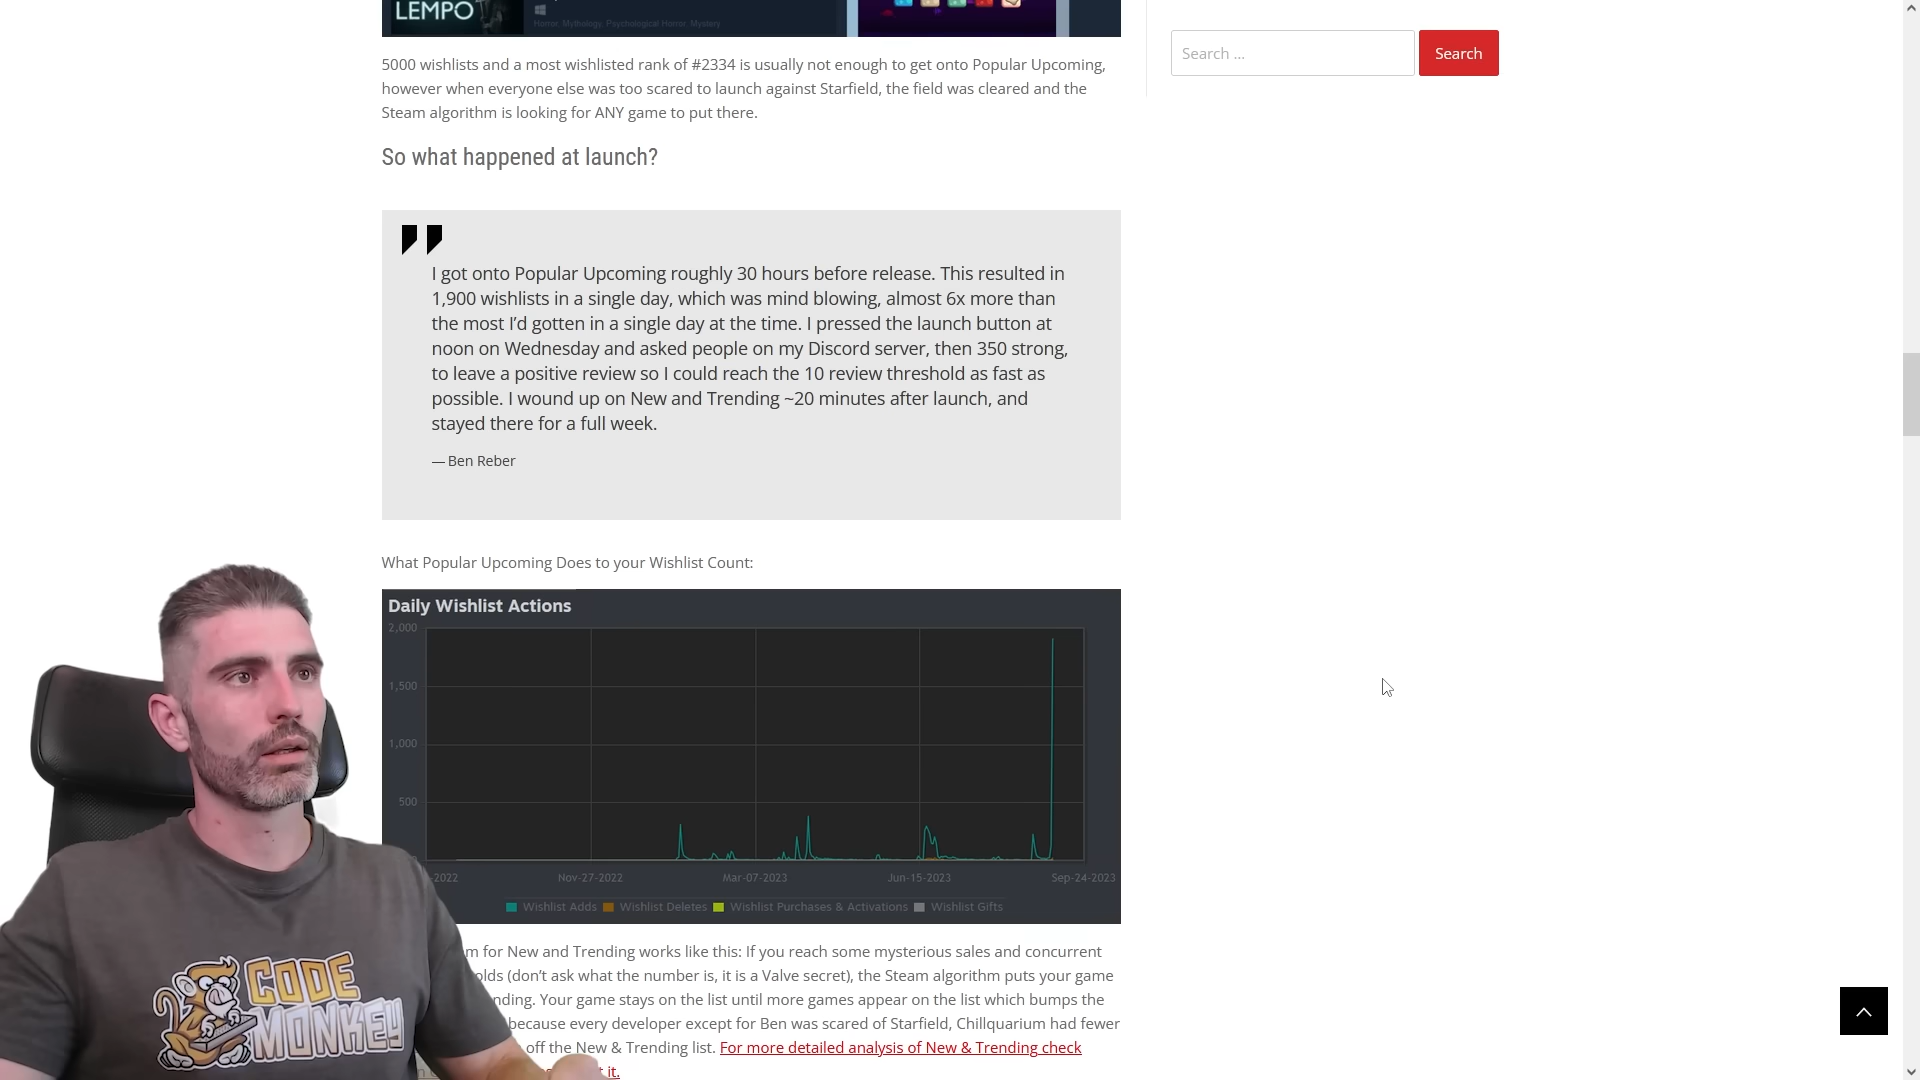 LEMPO
Horror, Mythology, Psychological Horror, Mystery
Search ...
Search
5000 wishlists and a most wishlisted rank of #2334 is usually not enough to get onto Popular Upcoming,
however when everyone else was too scared to launch against Starfield, the field was cleared and the
Steam algorithm is looking for ANY game to put there.
So what happened at launch?
I got onto Popular Upcoming roughly 30 hours before release. This resulted in
1,900 wishlists in a single day, which was mind blowing, almost 6x more than
the most I’d gotten in a single day at the time. I pressed the launch button at
noon on Wednesday and asked people on my Discord server, then 350 strong,
to leave a positive review so I could reach the 10 review threshold as fast as
possible. I wound up on New and Trending ~20 minutes after launch, and
stayed there for a full week.
— Ben Reber
What Popular Upcoming Does to your Wishlist Count:
Daily Wishlist Actions
2,000
1,500
1,000
500
-2022 Nov-27-2022 Mar-07-2023 Jun-15-2023 Sep-24-2023
Wishlist Adds Wishlist Deletes Wishlist Purchases & Activations Wishlist Gifts
m for New and Trending works like this: If you reach some mysterious sales and concurrent
olds (don’t ask what the number is, it is a Valve secret), the Steam algorithm puts your game
nding. Your game stays on the list until more games appear on the list which bumps the
because every developer except for Ben was scared of Starfield, Chillquarium had fewer
off the New & Trending list. For more detailed analysis of New & Trending check
it.
CODE
MONKEY